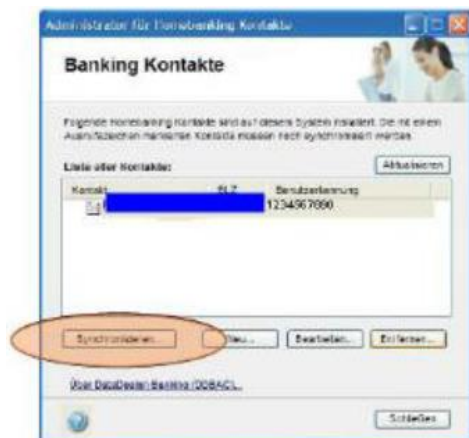 Administrator für Homebanking Kontakte
Banking Kontakte
Folgende Homebanking Kontakte sind auf diesem System installiert. Die mit einem
Ausrufezeichen markierten Kontakte müssen noch synchronisiert werden.
Liste aller Kontakte:
Aktualisieren
Kontakt BLZ Benutzerkennung
1234567890
Synchronisieren... Neu... Bearbeiten... Entfernen...
Über DataDesign Banking (DDBAC)...
Schließen